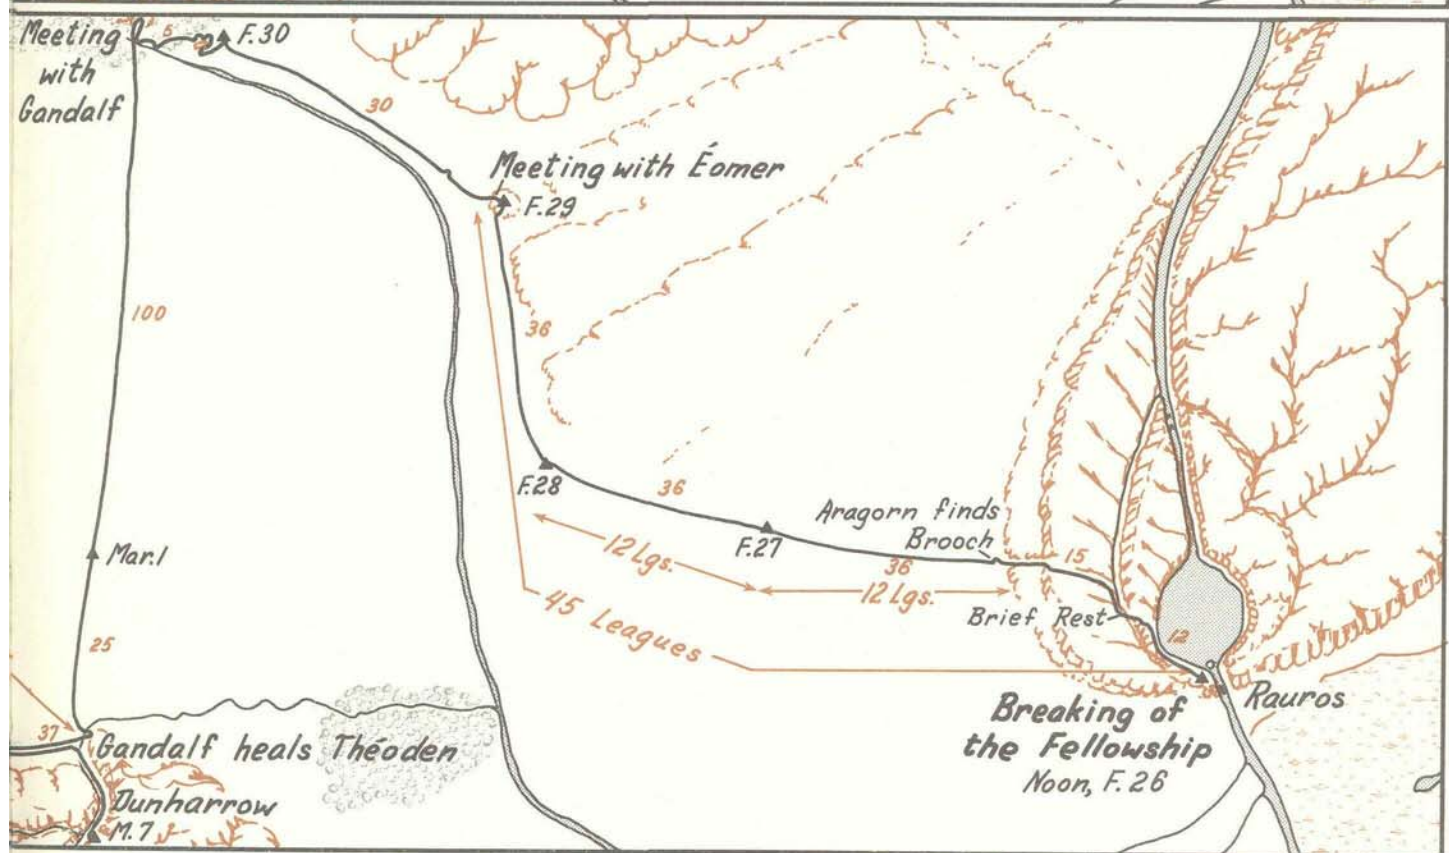 Meeting
with
Gandalf
5
F.30
30
Meeting with Éomer
F.29
100
36
F.28
36
Aragorn finds
Brooch
F.27
36
15
12 Lgs.
12 Lgs.
Mar.1
45 Leagues
Brief Rest
12
25
Rauros
Breaking of
the Fellowship
Noon, F. 26
37
Gandalf heals Théoden
Dunharrow
M.7